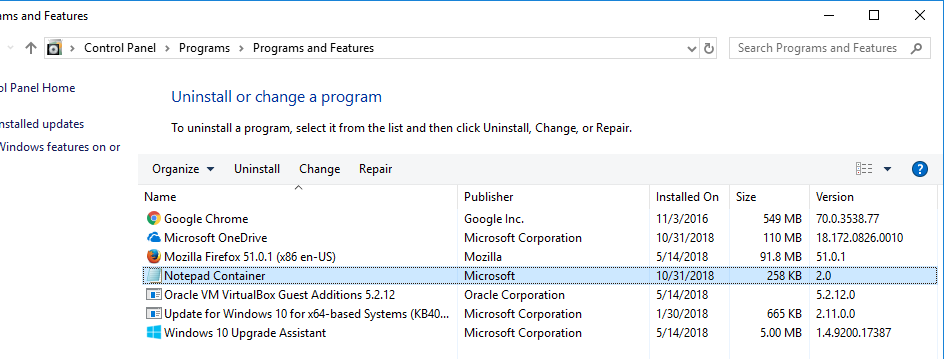 ams and Features
Control Panel > Programs > Programs and Features
Search Programs and Features
ol Panel Home
Uninstall or change a program
nstalled updates
To uninstall a program, select it from the list and then click Uninstall, Change, or Repair.
Windows features on or
Organize Uninstall Change Repair
Name Publisher Installed On Size Version
Google Chrome Google Inc. 11/3/2016 549 MB 70.0.3538.77
Microsoft OneDrive Microsoft Corporation 10/31/2018 110 MB 18.172.0826.0010
Mozilla Firefox 51.0.1 (x86 en-US) Mozilla 5/14/2018 91.8 MB 51.0.1
Notepad Container Microsoft 10/31/2018 258 KB 2.0
Oracle VM VirtualBox Guest Additions 5.2.12 Oracle Corporation 5/14/2018 5.2.12.0
Update for Windows 10 for x64-based Systems (KB40... Microsoft Corporation 1/30/2018 665 KB 2.11.0.0
Windows 10 Upgrade Assistant Microsoft Corporation 5/14/2018 5.00 MB 1.4.9200.17387